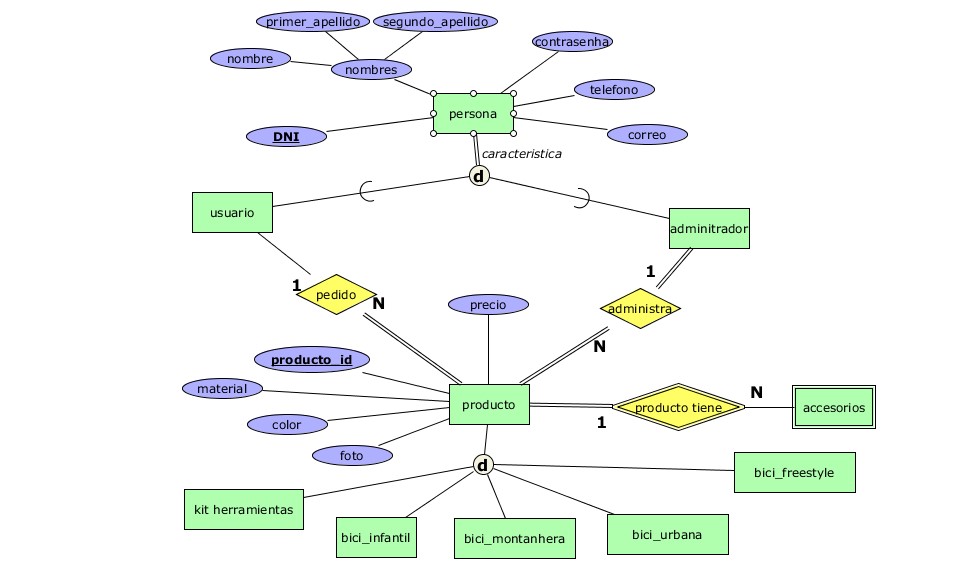 primer_apellido
segundo_apellido
contrasenha
nombre
nombres
telefono
persona
DNI
correo
caracteristica
d
usuario
adminitrador
1
1
pedido
N
precio
administra
N
producto_id
material
producto
producto tiene
N
accesorios
color
1
foto
d
bici_freestyle
kit herramientas
bici_infantil
bici_montanhera
bici_urbana